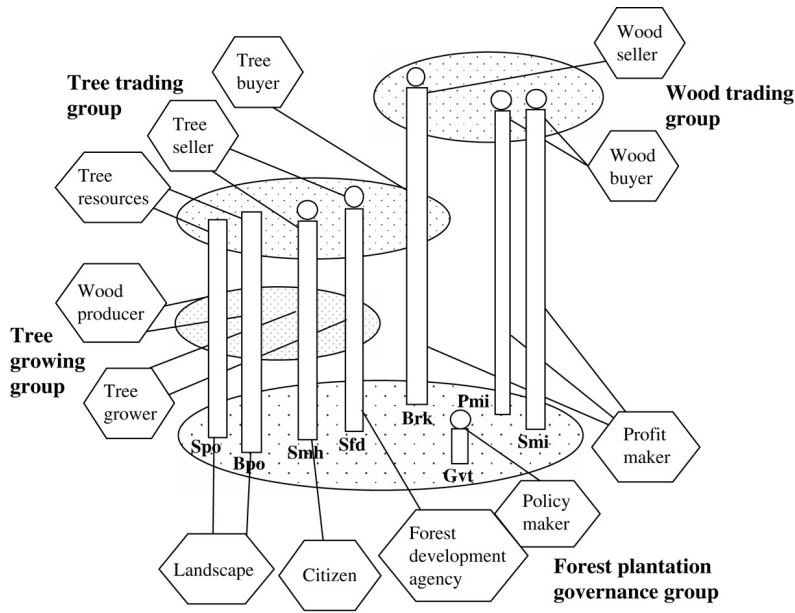 Wood
seller
Tree
buyer
Tree trading
group
Wood trading
group
Tree
seller
Wood
buyer
Tree
resources
Wood
producer
Tree
growing
group
Tree
grower
Pmi
Brk
Smi
Spo
Bpo
Smh
Sfd
Gvt
Profit
maker
Policy
maker
Forest
development
agency
Landscape
Citizen
Forest plantation
governance group